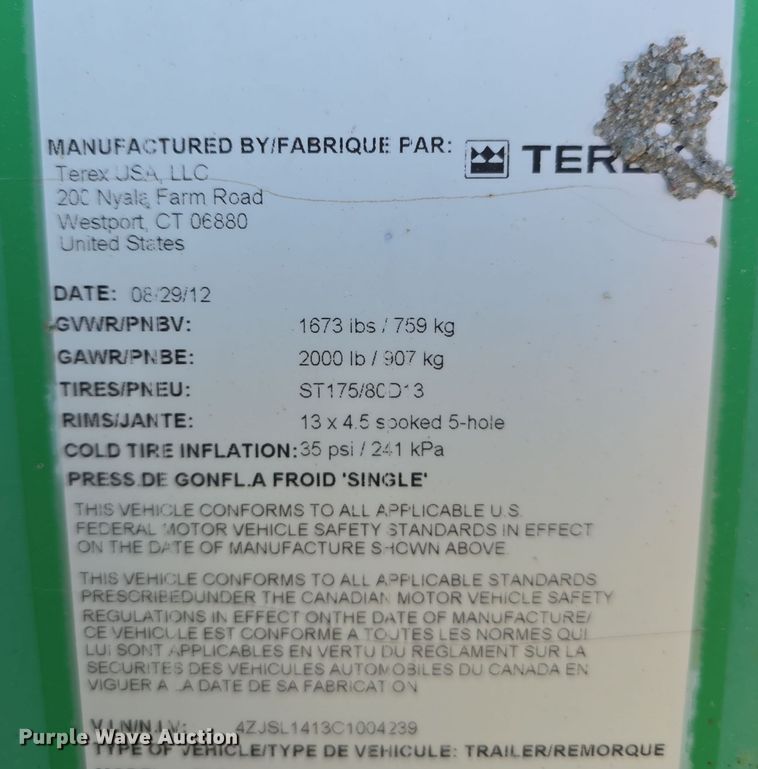 MANUFACTURED BY/FABRIQUE PAR: TEREX
Terex USA, LLC
200 Nyala Farm Road
Westport, CT 06880
United States
DATE: 08/29/12
GVWR/PNBV: 1673 lbs / 759 kg
GAWR/PNBE: 2000 lb / 907 kg
TIRES/PNEU: ST175/80D13
RIMS/JANTE: 13 x 4.5 spoked 5-hole
COLD TIRE INFLATION: 35 psi / 241 kPa
PRESS.DE GONFL.A FROID 'SINGLE'
THIS VEHICLE CONFORMS TO ALL APPLICABLE U.S.
FEDERAL MOTOR VEHICLE SAFETY STANDARDS IN EFFECT
ON THE DATE OF MANUFACTURE SHOWN ABOVE.
THIS VEHICLE CONFORMS TO ALL APPLICABLE STANDARDS
PRESCRIBEDUNDER THE CANADIAN MOTOR VEHICLE SAFETY
REGULATIONS IN EFFECT ONTHE DATE OF MANUFACTURE/
CE VEHICULE EST CONFORME A TOUTES LES NORMES QUI
LUI SONT APPLICABLES EN VERTU DU REGLEMENT SUR LA
SECURITES DES VEHICULES AUTOMOBILES DU CANADA EN
VIGUER A LA DATE DE SA FABRICATION
V.I.N/N.I.V.: 4ZJSL1413C1004239
Purple Wave Auction
TYPE OF VEHICLE/TYPE DE VEHICULE: TRAILER/REMORQUE